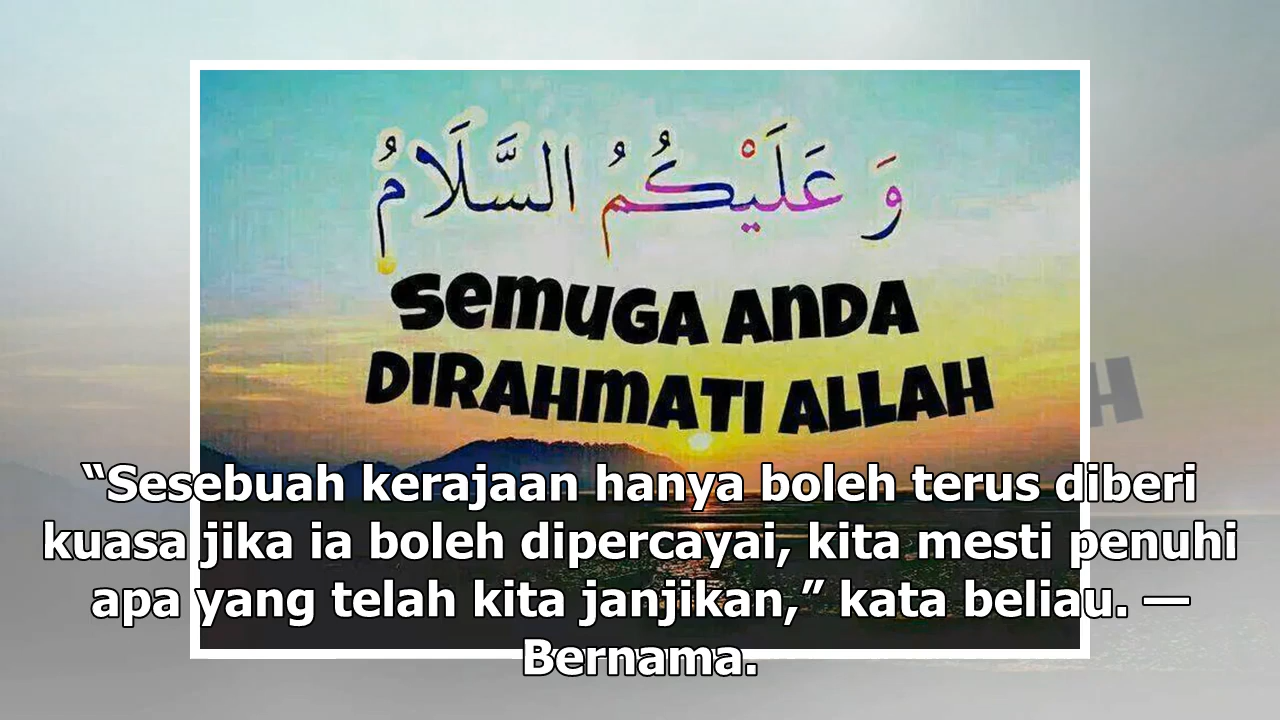 وَ عَلَيْكُمُ السَّلَامُ
SEMUGA ANDA
DIRAHMATI ALLAH
H
“Sesebuah kerajaan hanya boleh terus diberi
kuasa jika ia boleh dipercayai, kita mesti penuhi
apa yang telah kita janjikan,” kata beliau. —
Bernama.